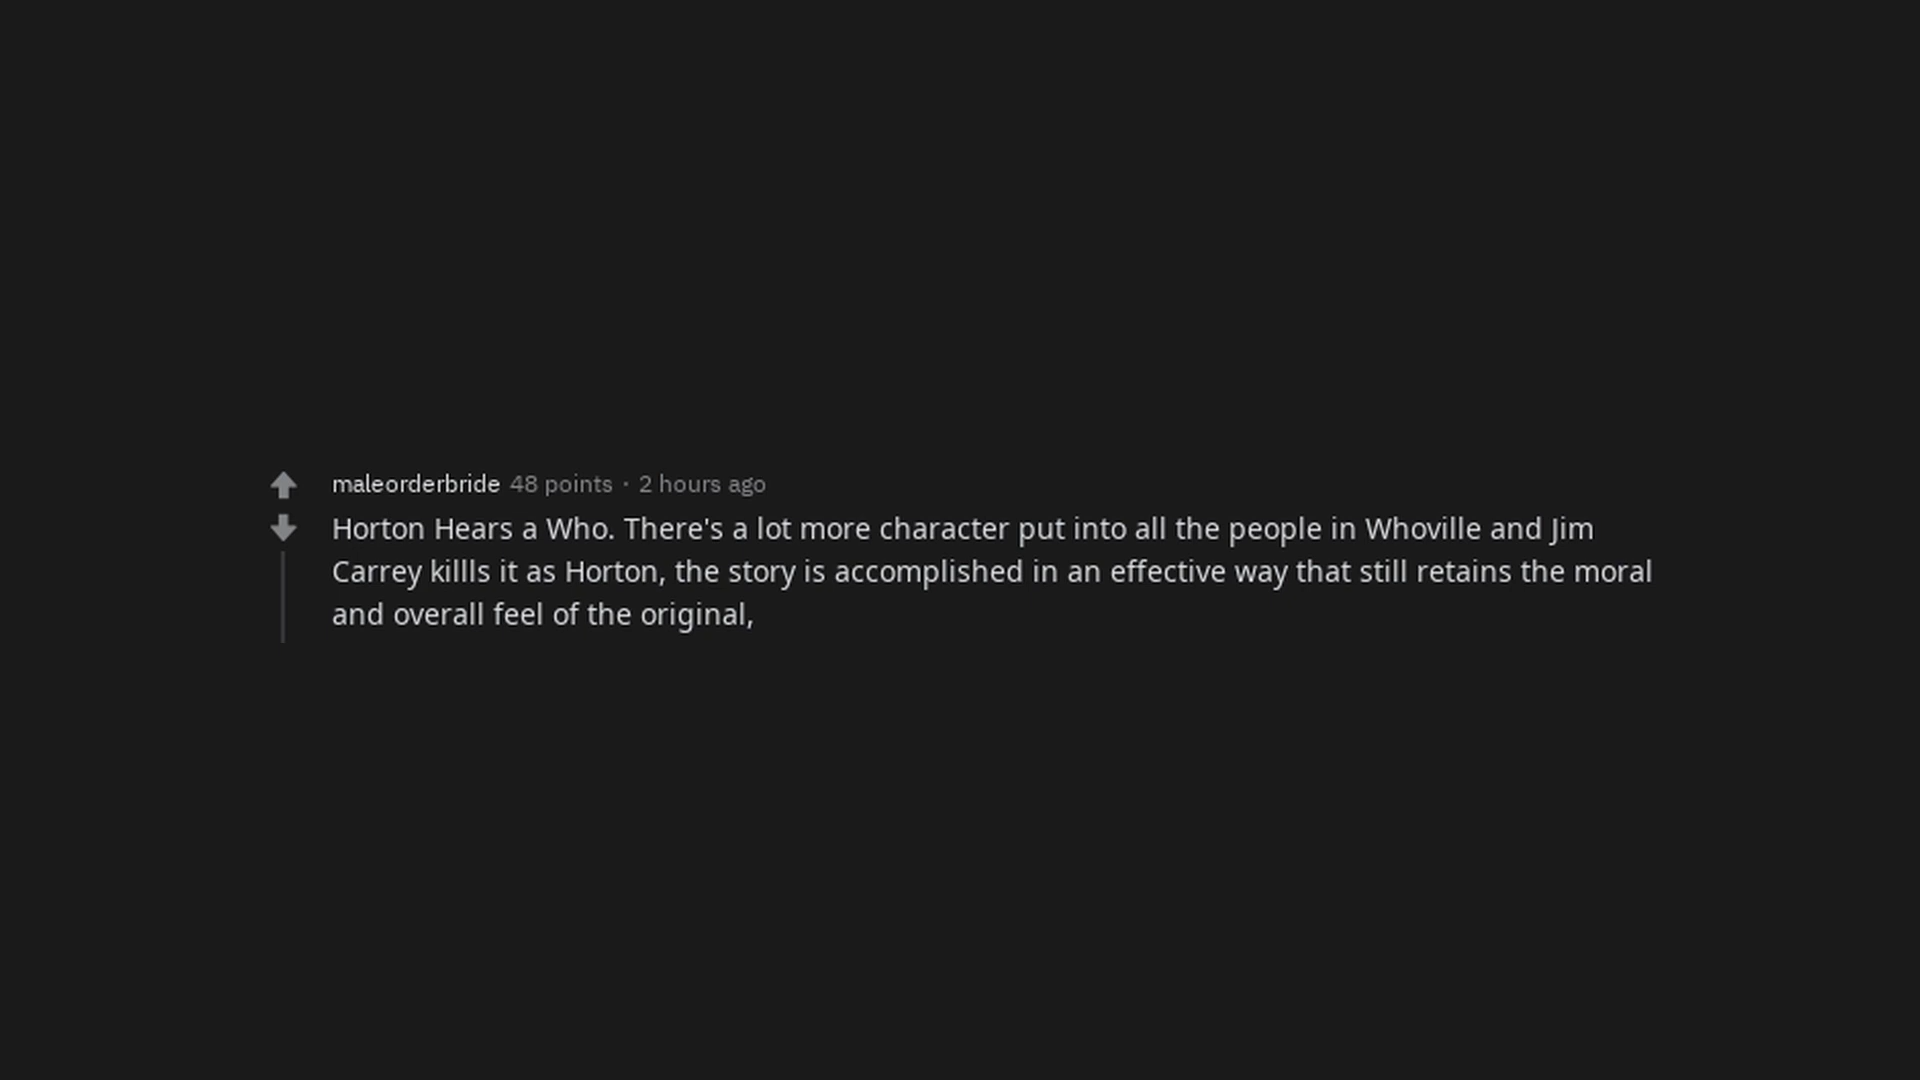 maleorderbride 48 points · 2 hours ago
Horton Hears a Who. There's a lot more character put into all the people in Whoville and Jim
Carrey killls it as Horton, the story is accomplished in an effective way that still retains the moral
and overall feel of the original,